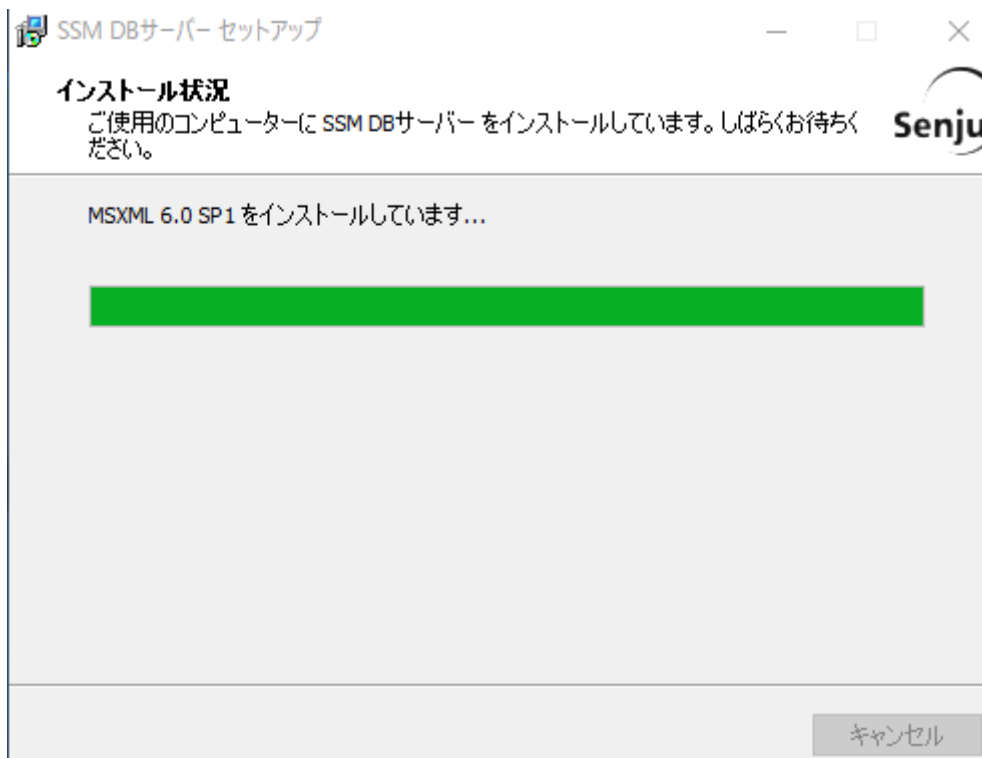 SSM DBサーバー セットアップ
インストール状況
ご使用のコンピューターに SSM DBサーバー をインストールしています。しばらくお待ちく
ださい。
Senju
MSXML 6.0 SP1 をインストールしています...
キャンセル